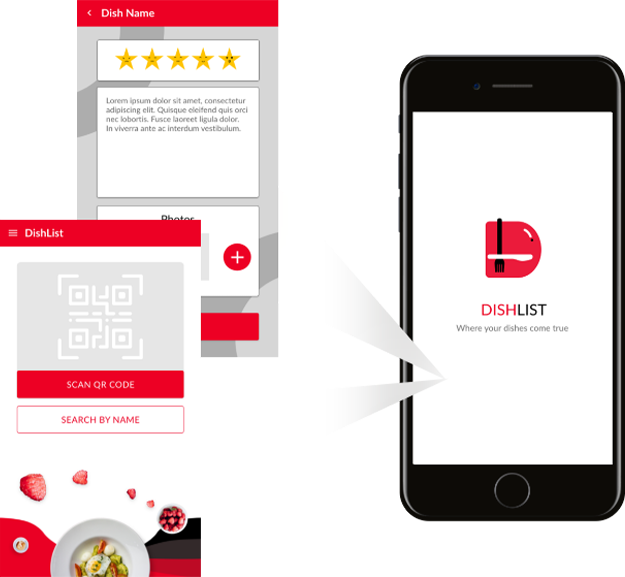 Dish Name
Lorem ipsum dolor sit amet, consectetur
adipiscing elit. Quisque eleifend quis orci
nec lobortis. Fusce laoreet ligula dolor.
In viverra ante ac interdum vestibulum.
Photos
DishList
SCAN QR CODE
SEARCH BY NAME
DISHLIST
Where your dishes come true